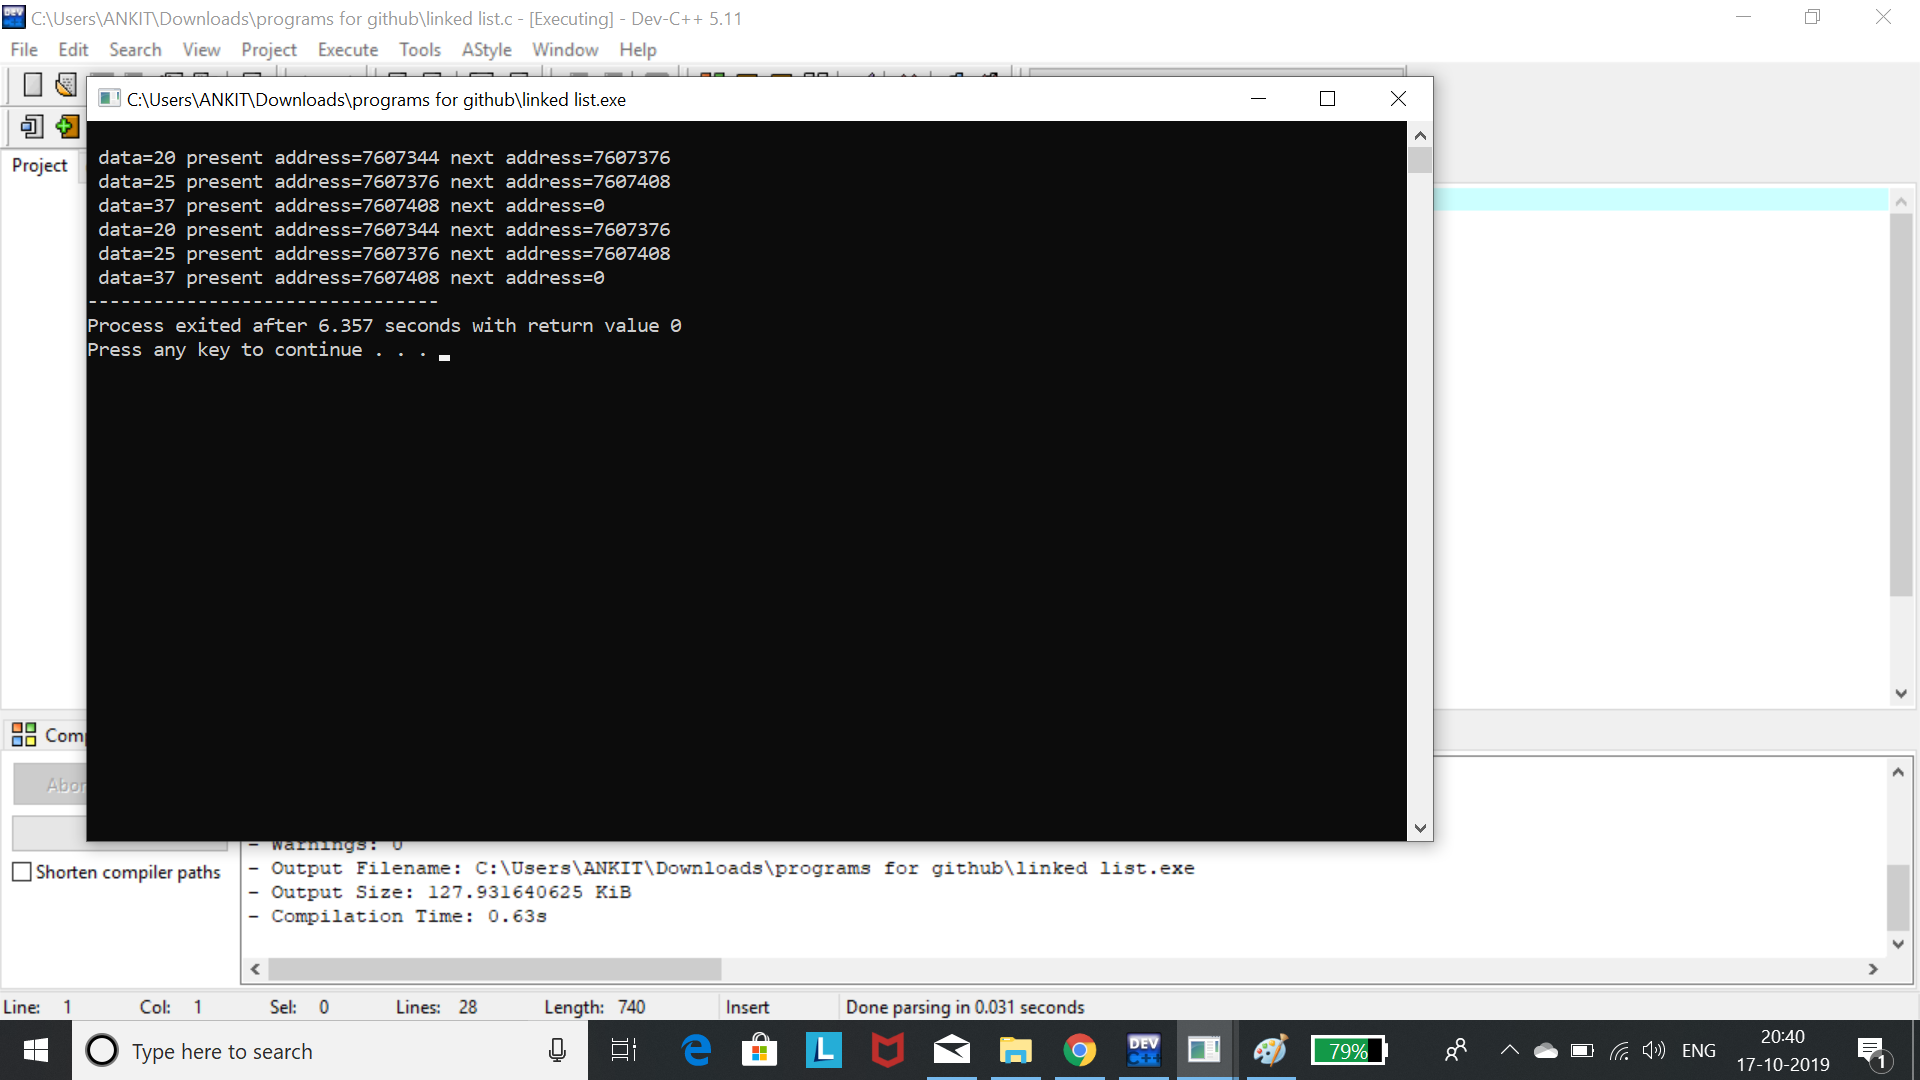 C:\Users\ANKIT\Downloads\programs for github\linked list.c - [Executing] - Dev-C++ 5.11
File Edit Search View Project Execute Tools AStyle Window Help
C:\Users\ANKIT\Downloads\programs for github\linked list.exe
Project
data=20 present address=7607344 next address=7607376
data=25 present address=7607376 next address=7607408
data=37 present address=7607408 next address=0
data=20 present address=7607344 next address=7607376
data=25 present address=7607376 next address=7607408
data=37 present address=7607408 next address=0
--------------------------------
Process exited after 6.357 seconds with return value 0
Press any key to continue . . .
- Warnings: 0
Shorten compiler paths
- Output Filename: C:\Users\ANKIT\Downloads\programs for github\linked list.exe
- Output Size: 127.931640625 KiB
- Compilation Time: 0.63s
Line: 1 Col: 1 Sel: 0 Lines: 28 Length: 740 Insert Done parsing in 0.031 seconds
Type here to search
L
DEV C++
79%
ENG
20:40
17-10-2019
1